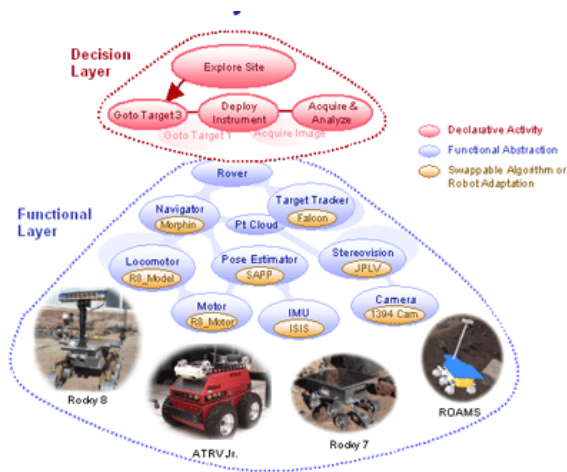 Decision
Layer
Explore Site
Goto Target 3
Deploy
Instrument
Acquire &
Analyze
Goto Target 1
Acquire Image
Declarative Activity
Functional Abstraction
Swappable Algorithm or
Robot Adaptation
Functional
Layer
Rover
Navigator
Morphin
Pt Cloud
Target Tracker
Falcon
Locomotor
R8_Model
Pose Estimator
SAPP
Stereovision
JPLV
Motor
R8_Motor
IMU
ISIS
Camera
1394 Cam
Rocky 8
ATRV Jr.
Rocky 7
ROAMS